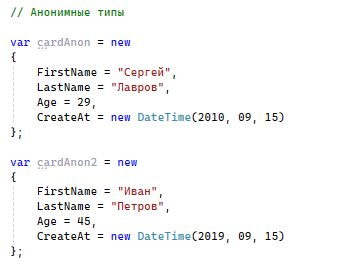 // Анонимные типы
var cardAnon = new
{
FirstName = "Сергей",
LastName = "Лавров",
Age = 29,
CreateAt = new DateTime(2010, 09, 15)
};
var cardAnon2 = new
{
FirstName = "Иван",
LastName = "Петров",
Age = 45,
CreateAt = new DateTime(2019, 09, 15)
};